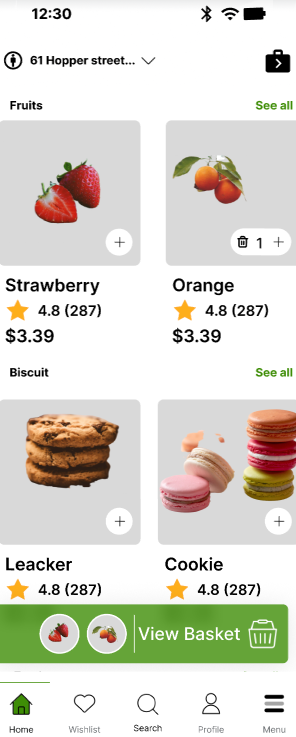 12:30
61 Hopper street...
Fruits See all
Strawberry Orange
4.8 (287) 4.8 (287)
$3.39 $3.39
1
Biscuit See all
Leacker Cookie
4.8 (287) 4.8 (287)
View Basket
Home Wishlist Search Profile Menu